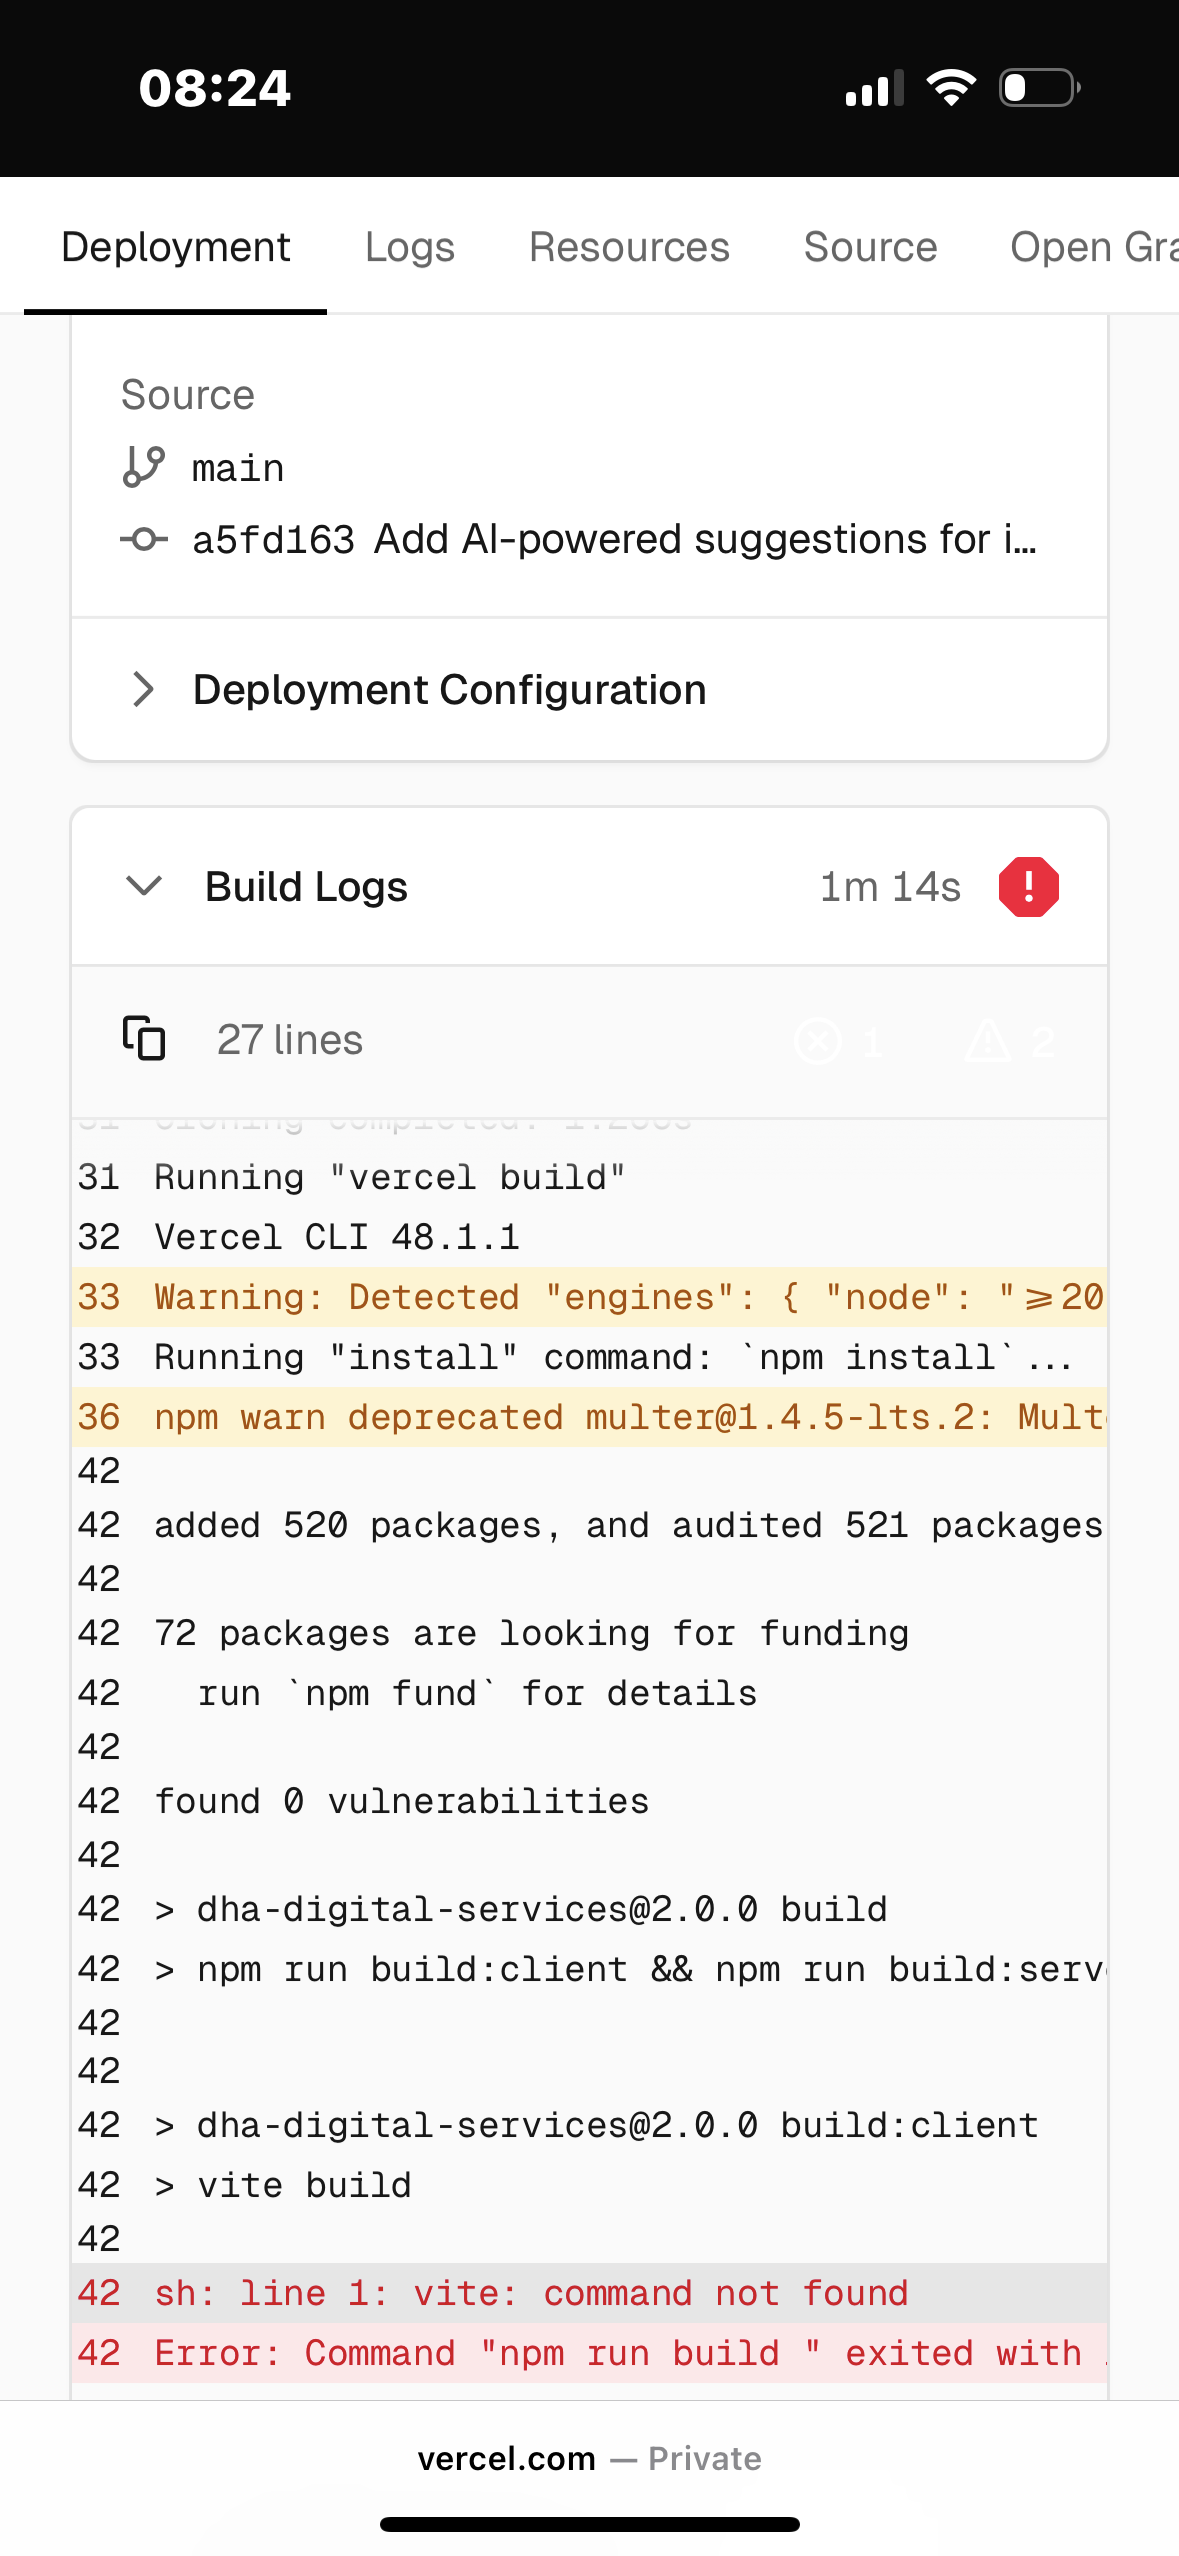 08:24
Deployment Logs Resources Source Open Gra
Source
main
a5fd163 Add AI-powered suggestions for i...
Deployment Configuration
Build Logs 1m 14s
27 lines 1 2
31 Cloning completed:
31 Running "vercel build"
32 Vercel CLI 48.1.1
33 Warning: Detected "engines": { "node": ">=20
33 Running "install" command: `npm install`...
36 npm warn deprecated multer@1.4.5-lts.2: Mult
42
42 added 520 packages, and audited 521 packages
42
42 72 packages are looking for funding
42 run `npm fund` for details
42
42 found 0 vulnerabilities
42
42 > dha-digital-services@2.0.0 build
42 > npm run build:client && npm run build:serv
42
42
42 > dha-digital-services@2.0.0 build:client
42 > vite build
42
42 sh: line 1: vite: command not found
42 Error: Command "npm run build " exited with
vercel.com — Private